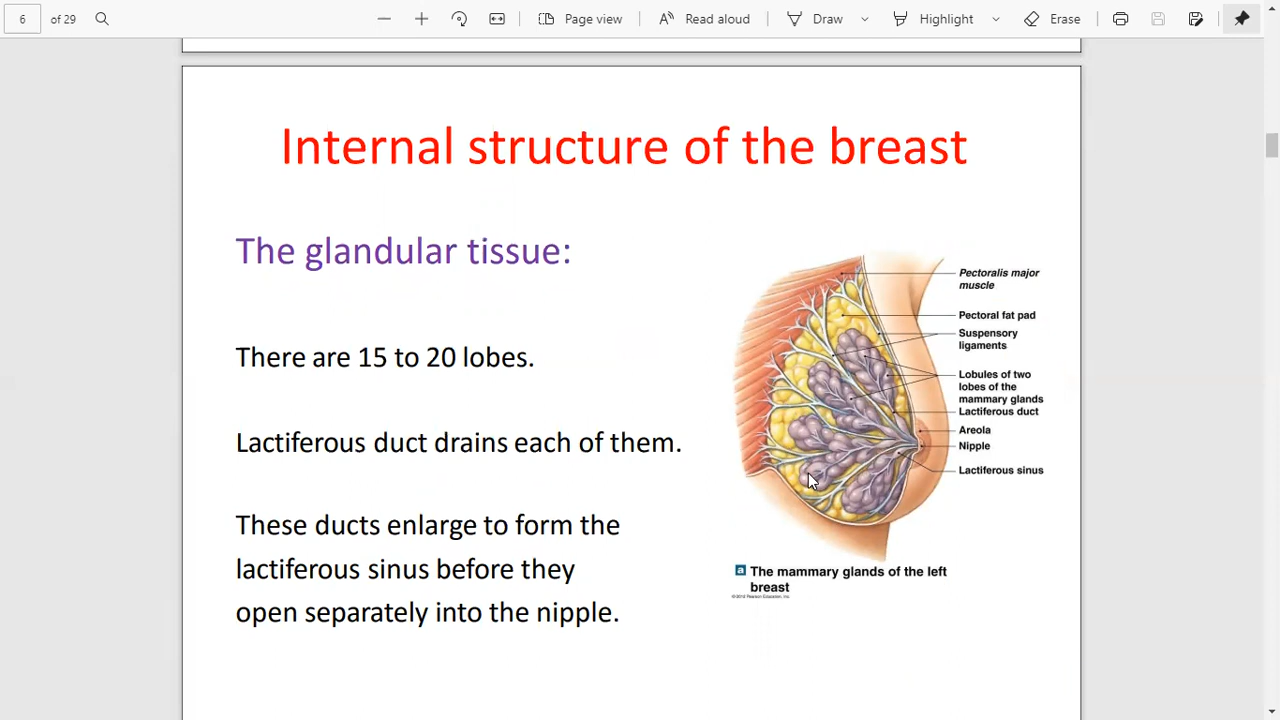 6 of 29 Page view Read aloud Draw Highlight Erase
Internal structure of the breast
The glandular tissue:
There are 15 to 20 lobes.
Lactiferous duct drains each of them.
These ducts enlarge to form the
lactiferous sinus before they
open separately into the nipple.
Pectoralis major
muscle
Pectoral fat pad
Suspensory
ligaments
Lobules of two
lobes of the
mammary glands
Lactiferous duct
Areola
Nipple
Lactiferous sinus
a The mammary glands of the left
breast